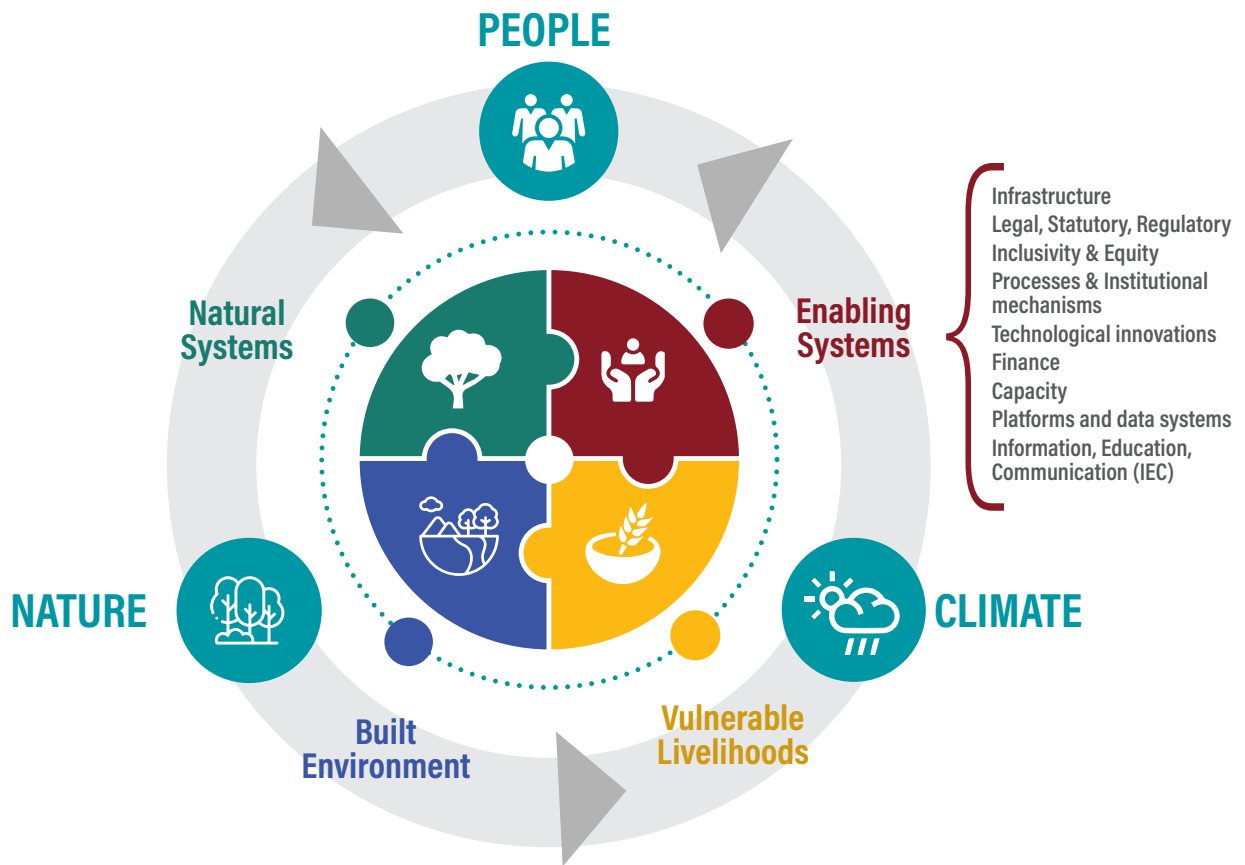 PEOPLE
Natural
Systems
Enabling
Systems
Infrastructure
Legal, Statutory, Regulatory
Inclusivity & Equity
Processes & Institutional
mechanisms
Technological innovations
Finance
Capacity
Platforms and data systems
Information, Education,
Communication (IEC)
NATURE
CLIMATE
Built
Environment
Vulnerable
Livelihoods